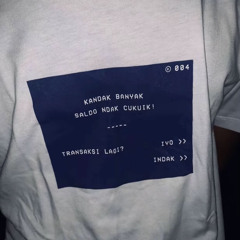 © 004
KANDAK BANYAK
SALDO NDAK CUKUIK!
-----
TRANSAKSI LAGI?
IYO >>
INDAK >>